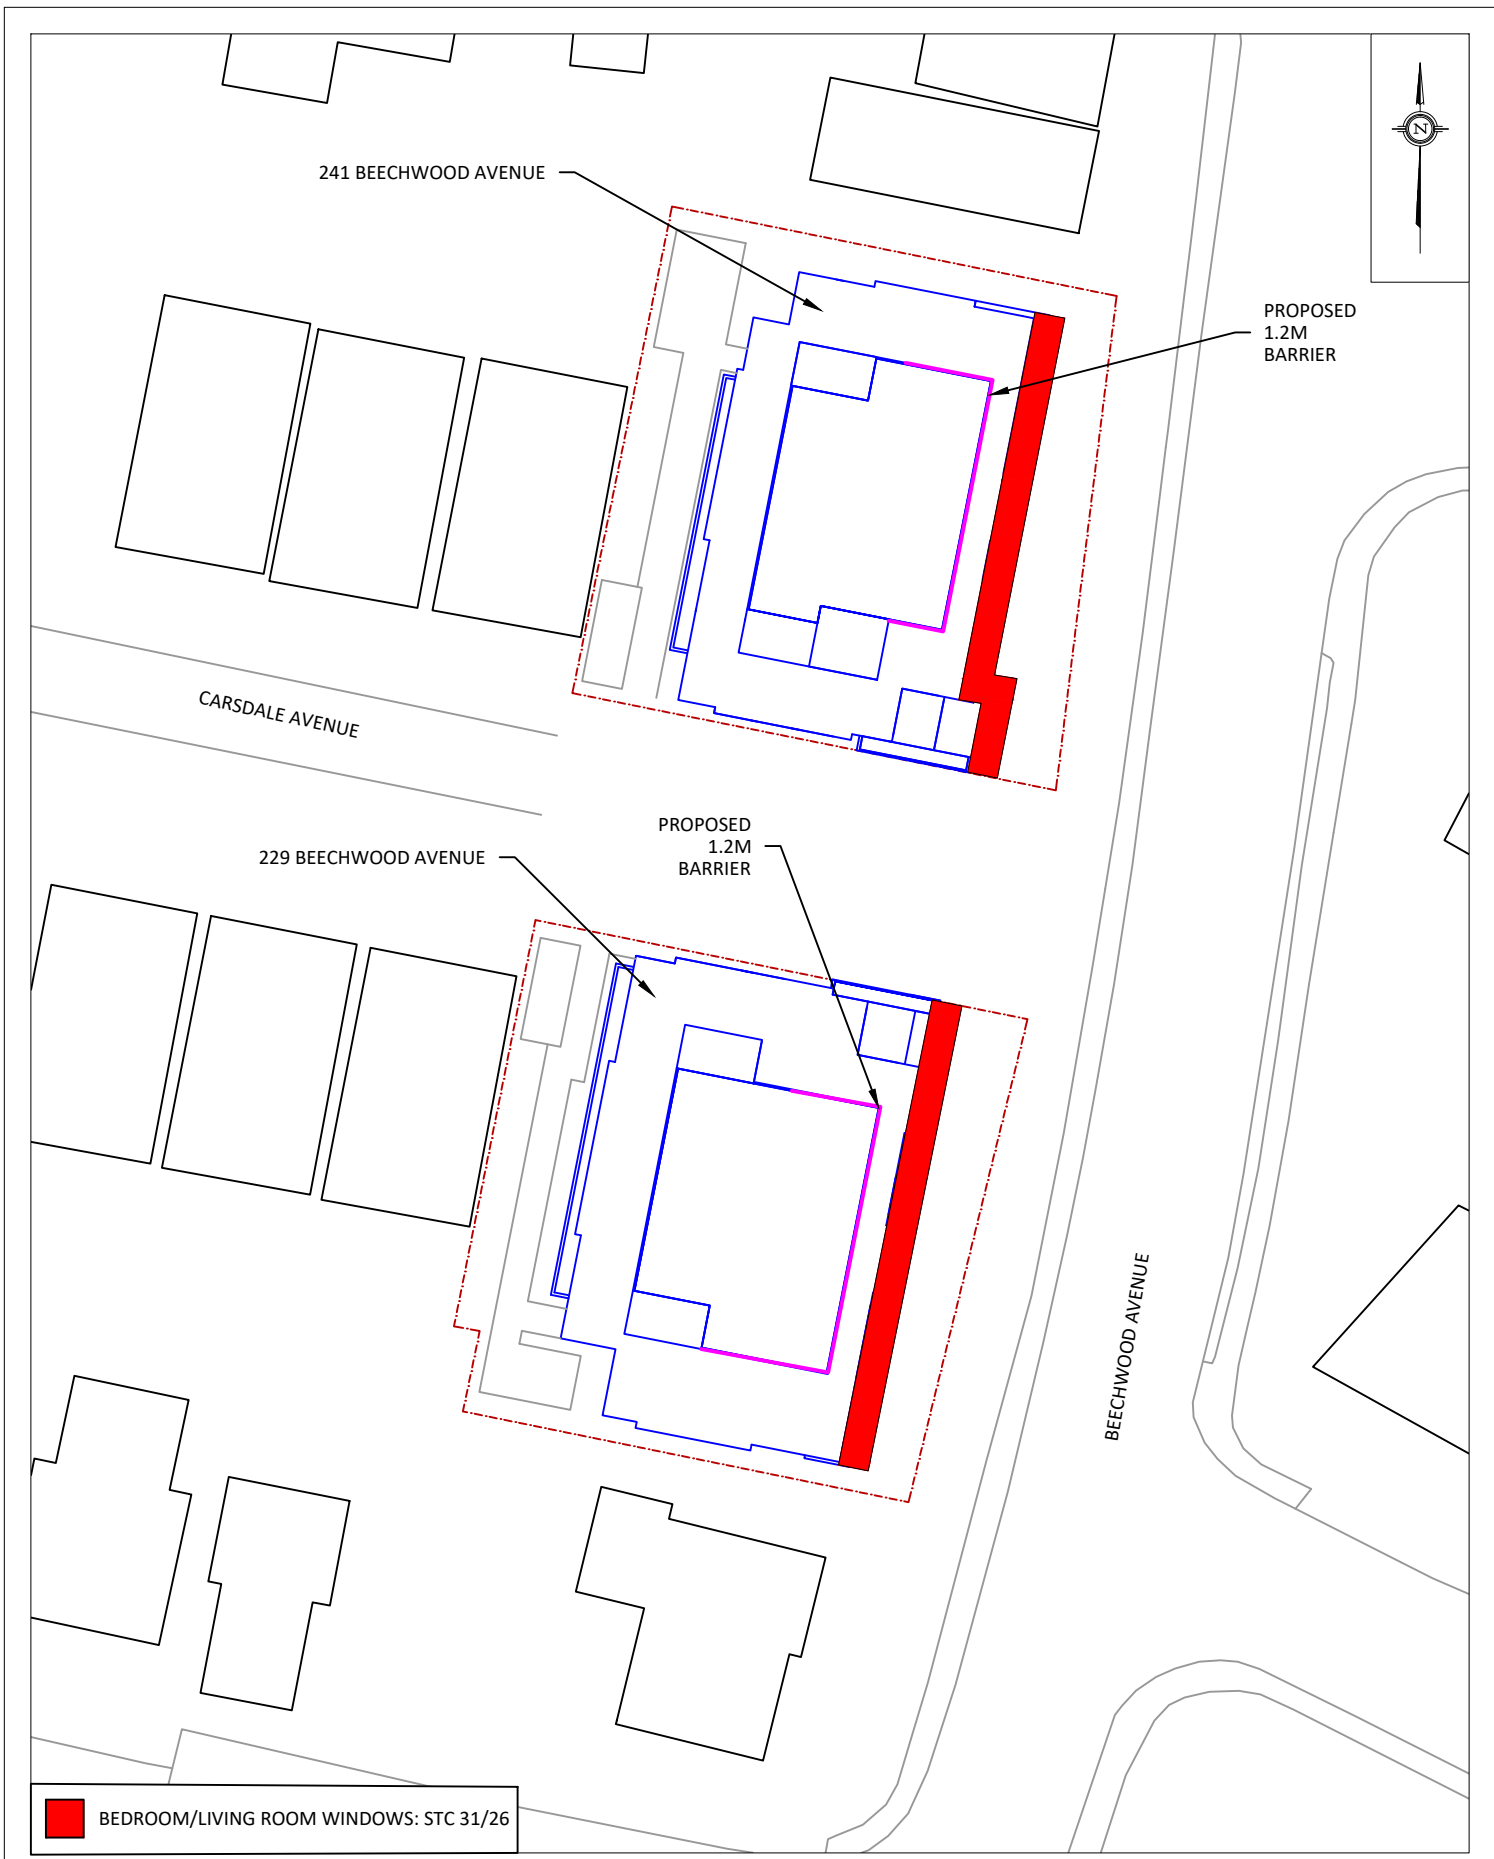 N
241 BEECHWOOD AVENUE
PROPOSED
1.2M
BARRIER
CARSDALE AVENUE
PROPOSED
1.2M
BARRIER
229 BEECHWOOD AVENUE
BEECHWOOD AVENUE
BEDROOM/LIVING ROOM WINDOWS: STC 31/26